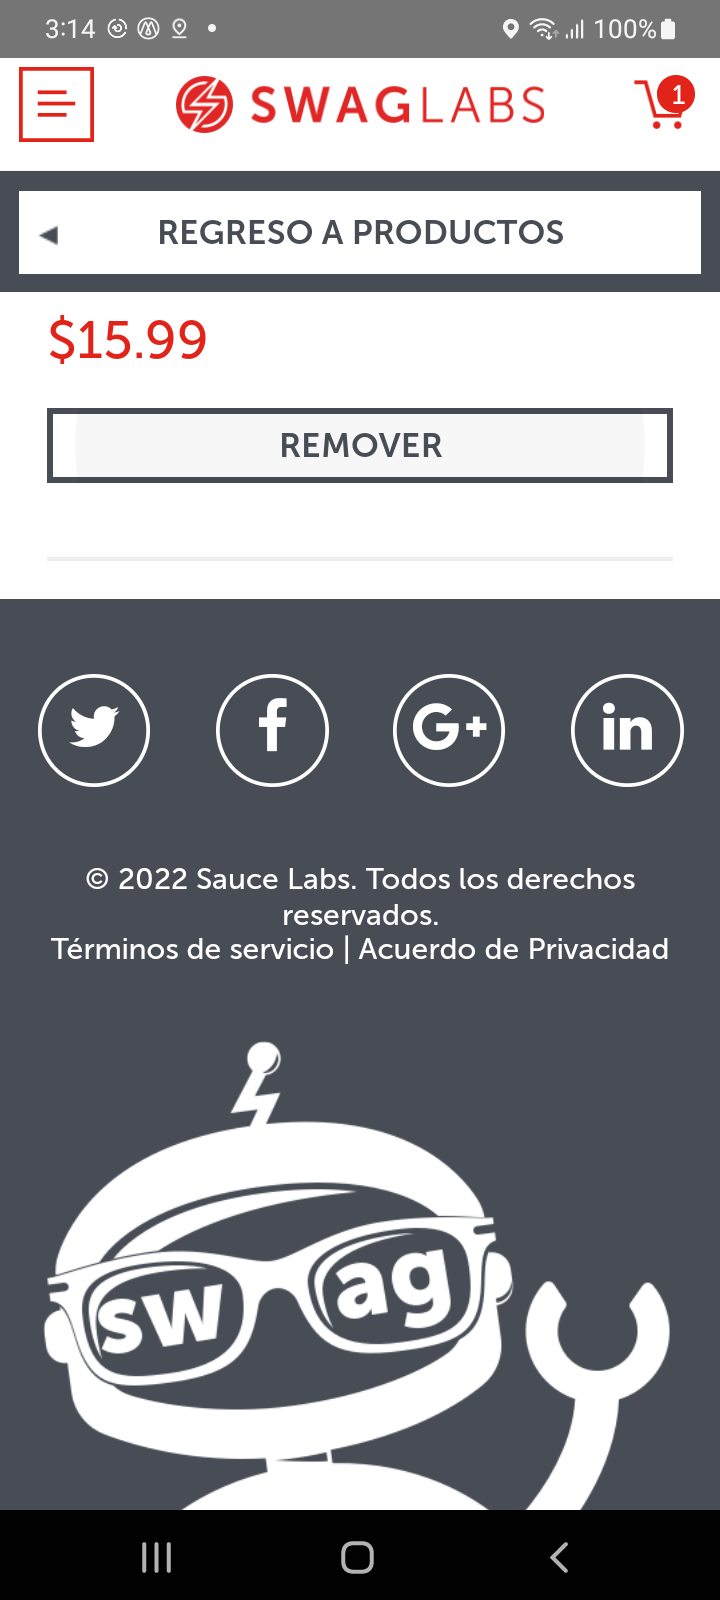 3:14
100%
SWAGLABS
1
REGRESO A PRODUCTOS
$15.99
REMOVER
G+
in
© 2022 Sauce Labs. Todos los derechos
reservados.
Términos de servicio | Acuerdo de Privacidad
sw ag